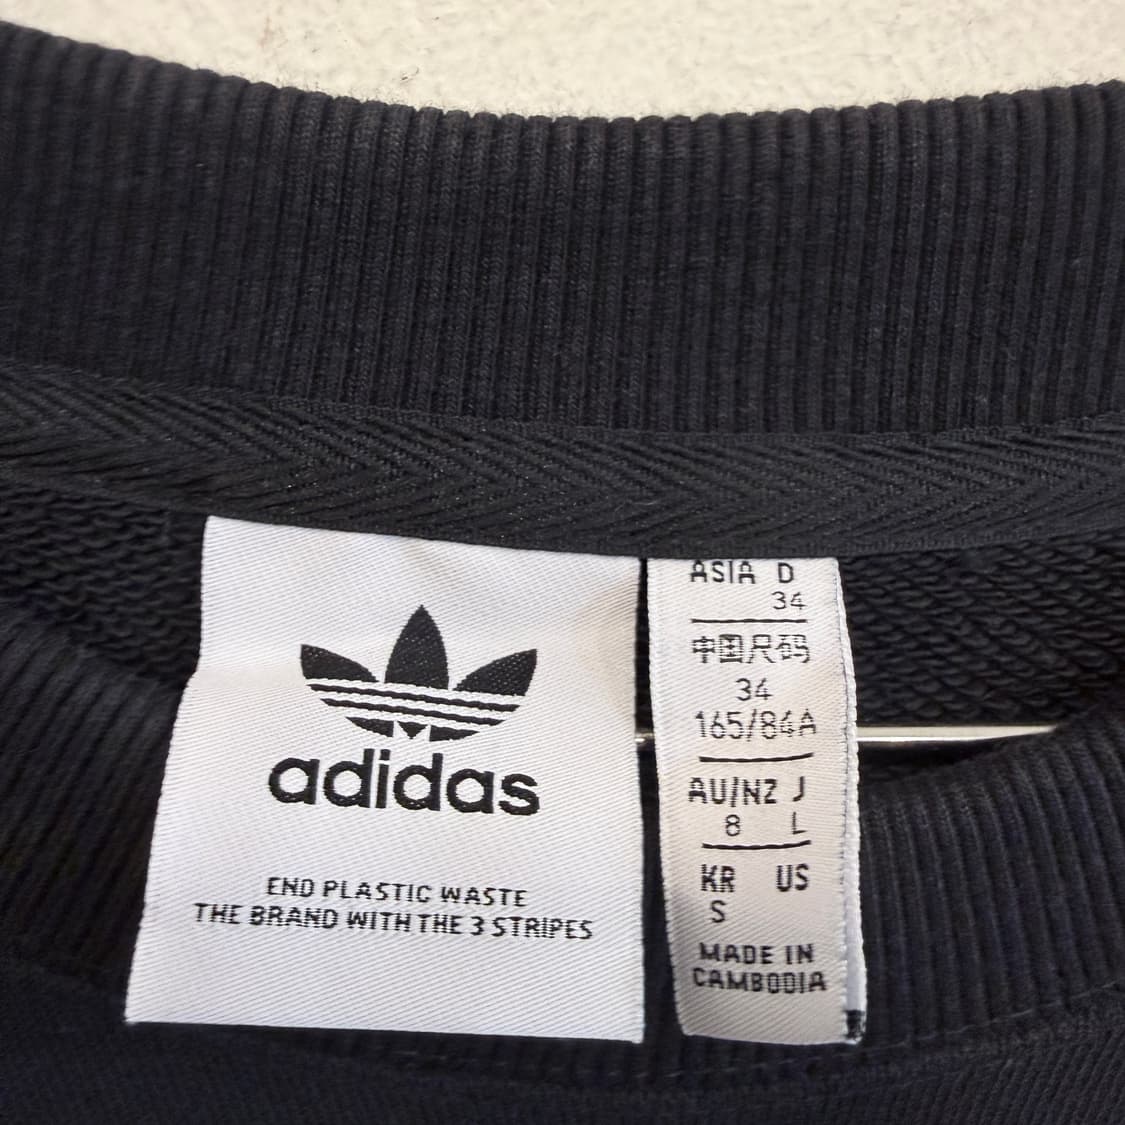 adidas
END PLASTIC WASTE
THE BRAND WITH THE 3 STRIPES
ASIA D
34
中国尺码
34
165/84A
AU/NZ J
8 L
KR US
S
MADE IN
CAMBODIA